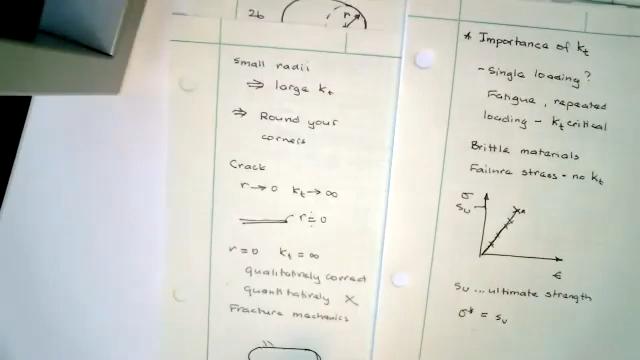 2b
r
small radii
⇒ large kt
⇒ Round your
corners
Crack
r → 0 kt → ∞
r = 0
r = 0 kt = ∞
qualitatively correct
quantitatively X
Fracture mechanics
* Importance of kt
- Single loading?
Fatigue, repeated
loading - kt critical
Brittle materials
Failure stress - no kt
σ
Su
ε
Su ... ultimate strength
σ* = Su